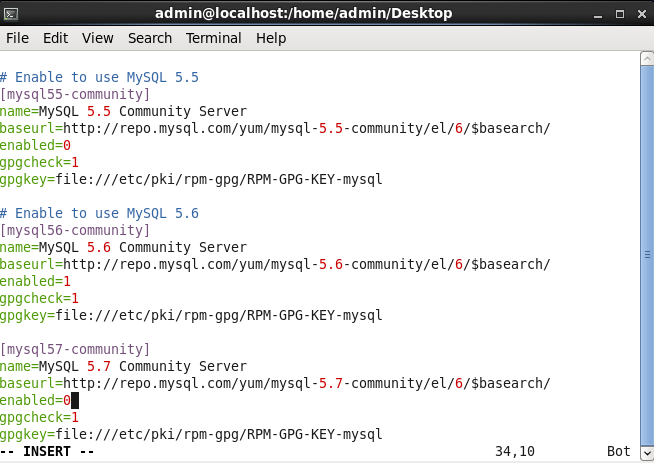 admin@localhost:/home/admin/Desktop
File Edit View Search Terminal Help
# Enable to use MySQL 5.5
[mysql55-community]
name=MySQL 5.5 Community Server
baseurl=http://repo.mysql.com/yum/mysql-5.5-community/el/6/$basearch/
enabled=0
gpgcheck=1
gpgkey=file:///etc/pki/rpm-gpg/RPM-GPG-KEY-mysql
# Enable to use MySQL 5.6
[mysql56-community]
name=MySQL 5.6 Community Server
baseurl=http://repo.mysql.com/yum/mysql-5.6-community/el/6/$basearch/
enabled=1
gpgcheck=1
gpgkey=file:///etc/pki/rpm-gpg/RPM-GPG-KEY-mysql
[mysql57-community]
name=MySQL 5.7 Community Server
baseurl=http://repo.mysql.com/yum/mysql-5.7-community/el/6/$basearch/
enabled=0
gpgcheck=1
gpgkey=file:///etc/pki/rpm-gpg/RPM-GPG-KEY-mysql
-- INSERT -- 34,10 Bot